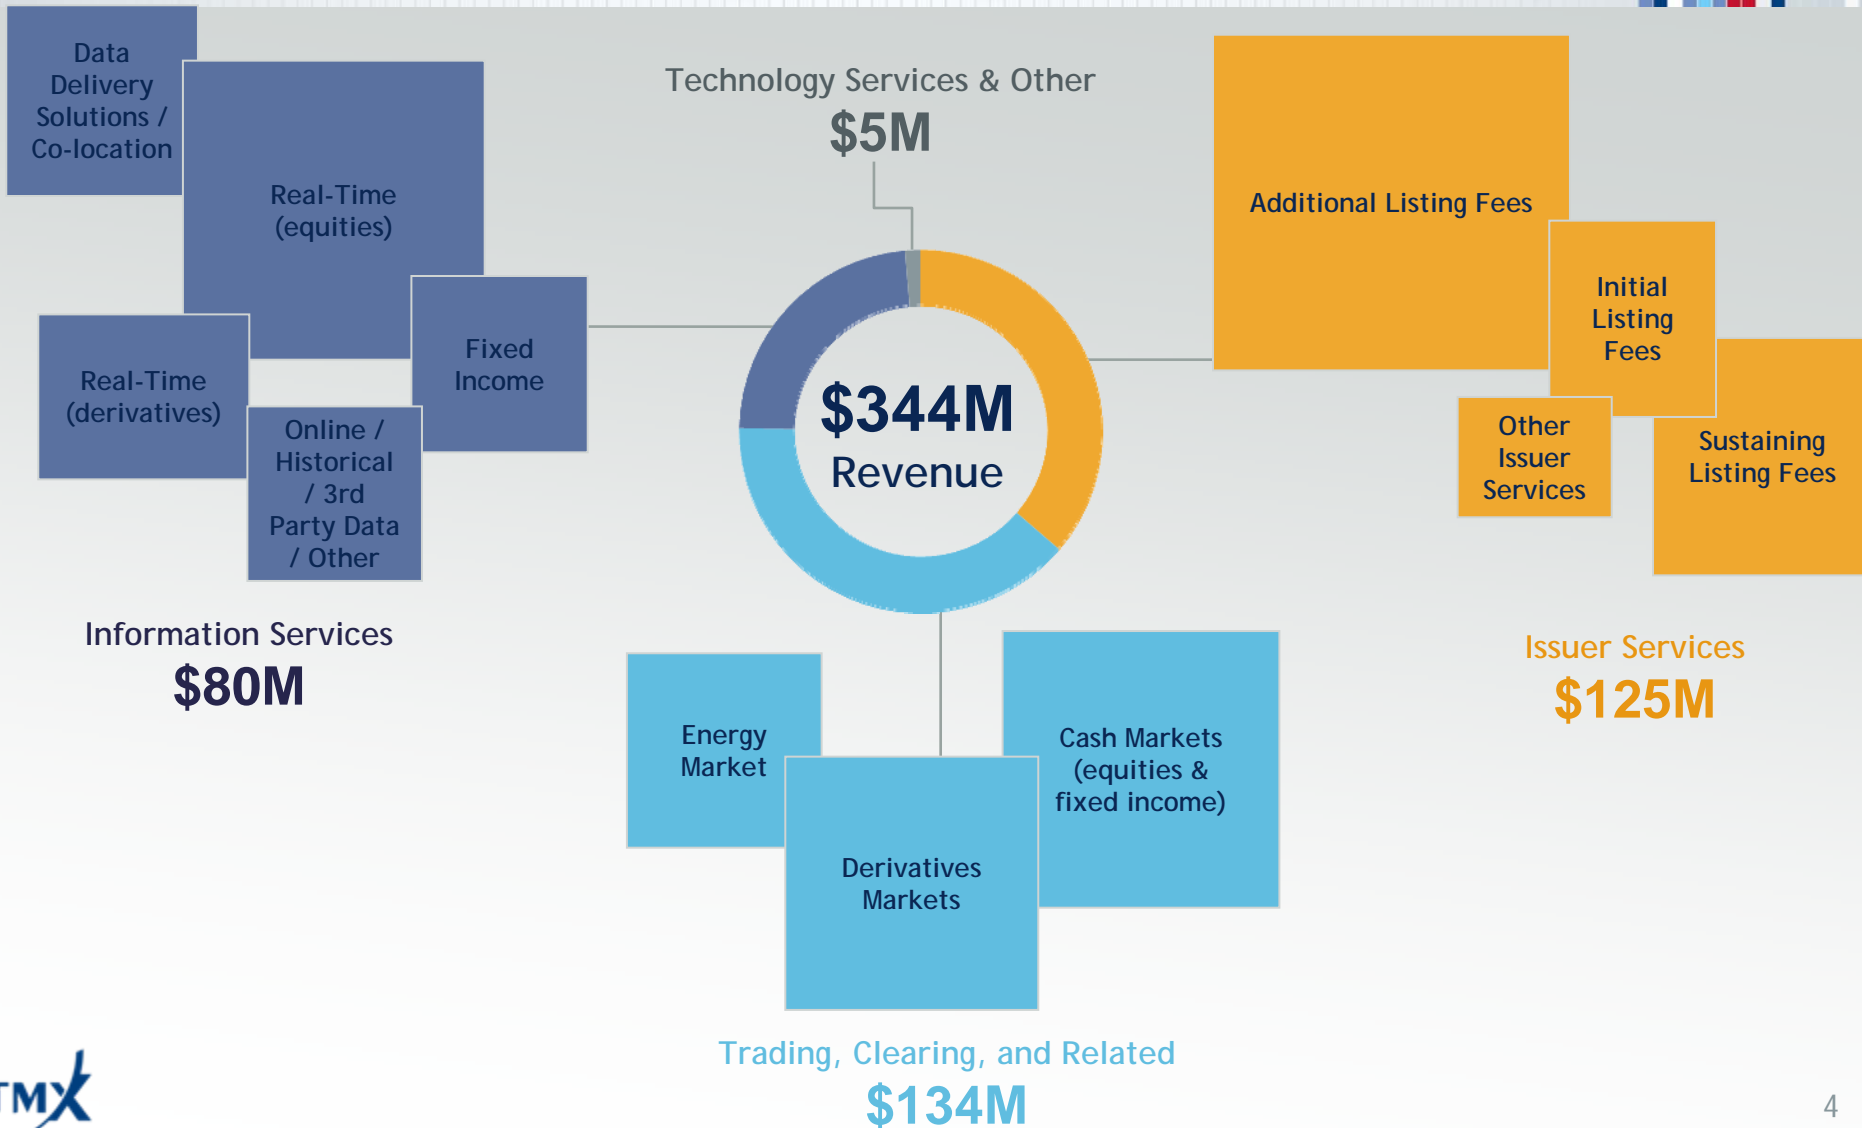 Data
Delivery
Solutions /
Co-location
Real-Time
(equities)
Real-Time
(derivatives)
Fixed
Income
Online /
Historical
/ 3rd
Party Data
/ Other
Information Services
$80M
Technology Services & Other
$5M
$344M
Revenue
Additional Listing Fees
Initial
Listing
Fees
Other
Issuer
Services
Sustaining
Listing Fees
Issuer Services
$125M
Energy
Market
Derivatives
Markets
Cash Markets
(equities &
fixed income)
Trading, Clearing, and Related
$134M
TMX
4